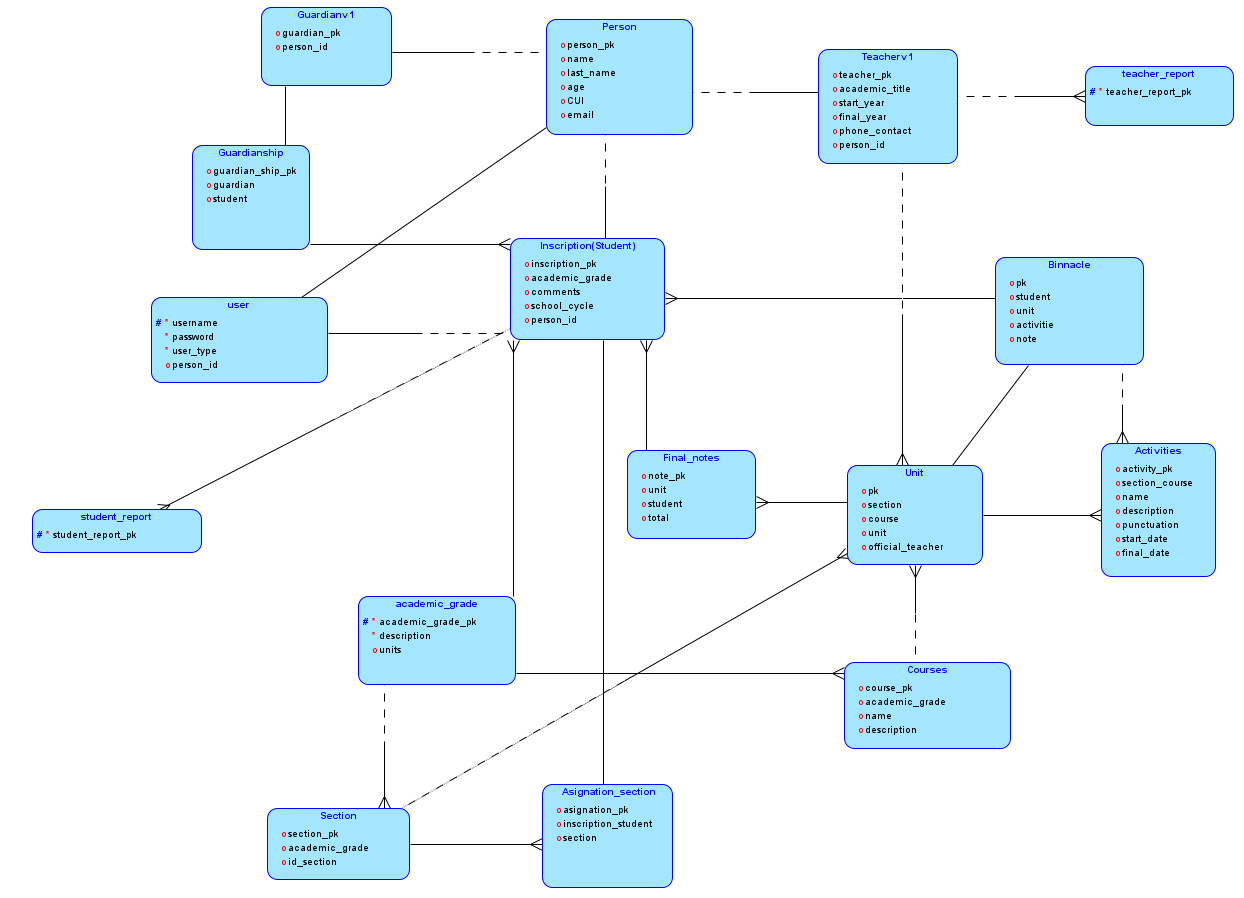 Guardianv1
o guardian_pk
o person_id
Person
o person_pk
o name
o last_name
o age
o CUI
o email
Teacherv1
o teacher_pk
o academic_title
o start_year
o final_year
o phone_contact
o person_id
teacher_report
# * teacher_report_pk
Guardianship
o guardian_ship_pk
o guardian
o student
Inscription(Student)
o inscription_pk
o academic_grade
o comments
o school_cycle
o person_id
Binnacle
o pk
o student
o unit
o activitie
o note
user
# * username
* password
* user_type
o person_id
Final_notes
o note_pk
o unit
o student
o total
Unit
o pk
o section
o course
o unit
o official_teacher
Activities
o activity_pk
o section_course
o name
o description
o punctuation
o start_date
o final_date
student_report
# * student_report_pk
academic_grade
# * academic_grade_pk
* description
o units
Courses
o course_pk
o academic_grade
o name
o description
Section
o section_pk
o academic_grade
o id_section
Asignation_section
o asignation_pk
o inscription_student
o section